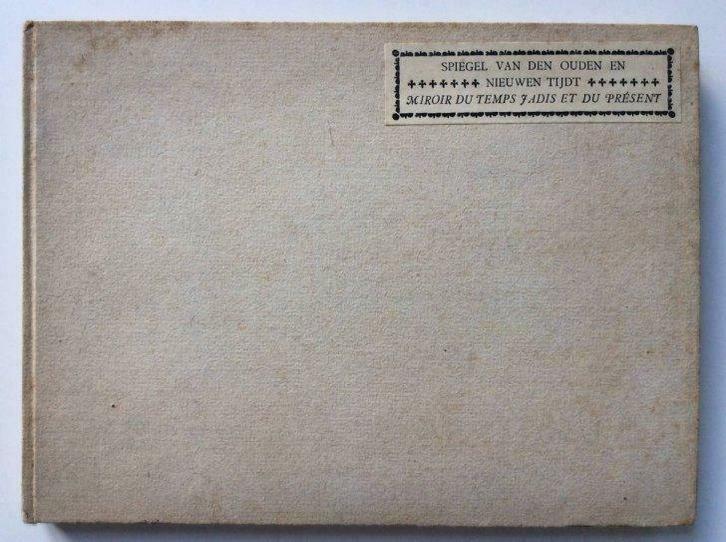 SPIEGEL VAN DEN OUDEN EN
NIEUWEN TIJDT
MIROIR DU TEMPS JADIS ET DU PRÉSENT